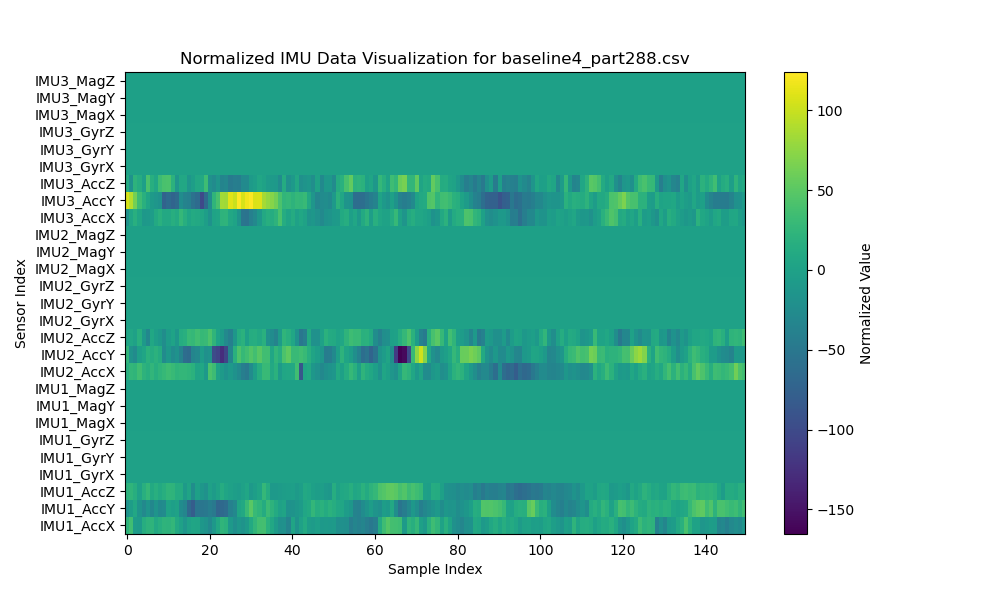 Normalized IMU Data Visualization for baseline4_part288.csv
IMU3_MagZ
IMU3_MagY
IMU3_MagX
IMU3_GyrZ
IMU3_GyrY
IMU3_GyrX
IMU3_AccZ
IMU3_AccY
IMU3_AccX
IMU2_MagZ
IMU2_MagY
IMU2_MagX
IMU2_GyrZ
IMU2_GyrY
IMU2_GyrX
IMU2_AccZ
IMU2_AccY
IMU2_AccX
IMU1_MagZ
IMU1_MagY
IMU1_MagX
IMU1_GyrZ
IMU1_GyrY
IMU1_GyrX
IMU1_AccZ
IMU1_AccY
IMU1_AccX
Sensor Index
0 20 40 60 80 100 120 140
Sample Index
100
50
0
−50
−100
−150
Normalized Value